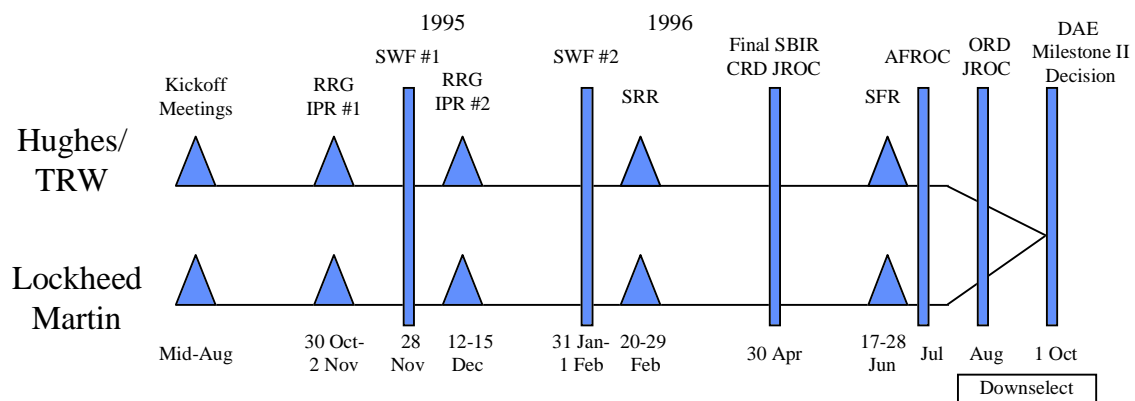 1995
1996
SWF #1
SWF #2
Final SBIR
CRD JROC
AFROC
ORD
JROC
DAE
Milestone II
Decision
Kickoff
Meetings
RRG
IPR #1
RRG
IPR #2
SRR
SFR
Hughes/
TRW
Lockheed
Martin
Mid-Aug
30 Oct-
2 Nov
28
Nov
12-15
Dec
31 Jan-
1 Feb
20-29
Feb
30 Apr
17-28
Jun
Jul
Aug
1 Oct
Downselect